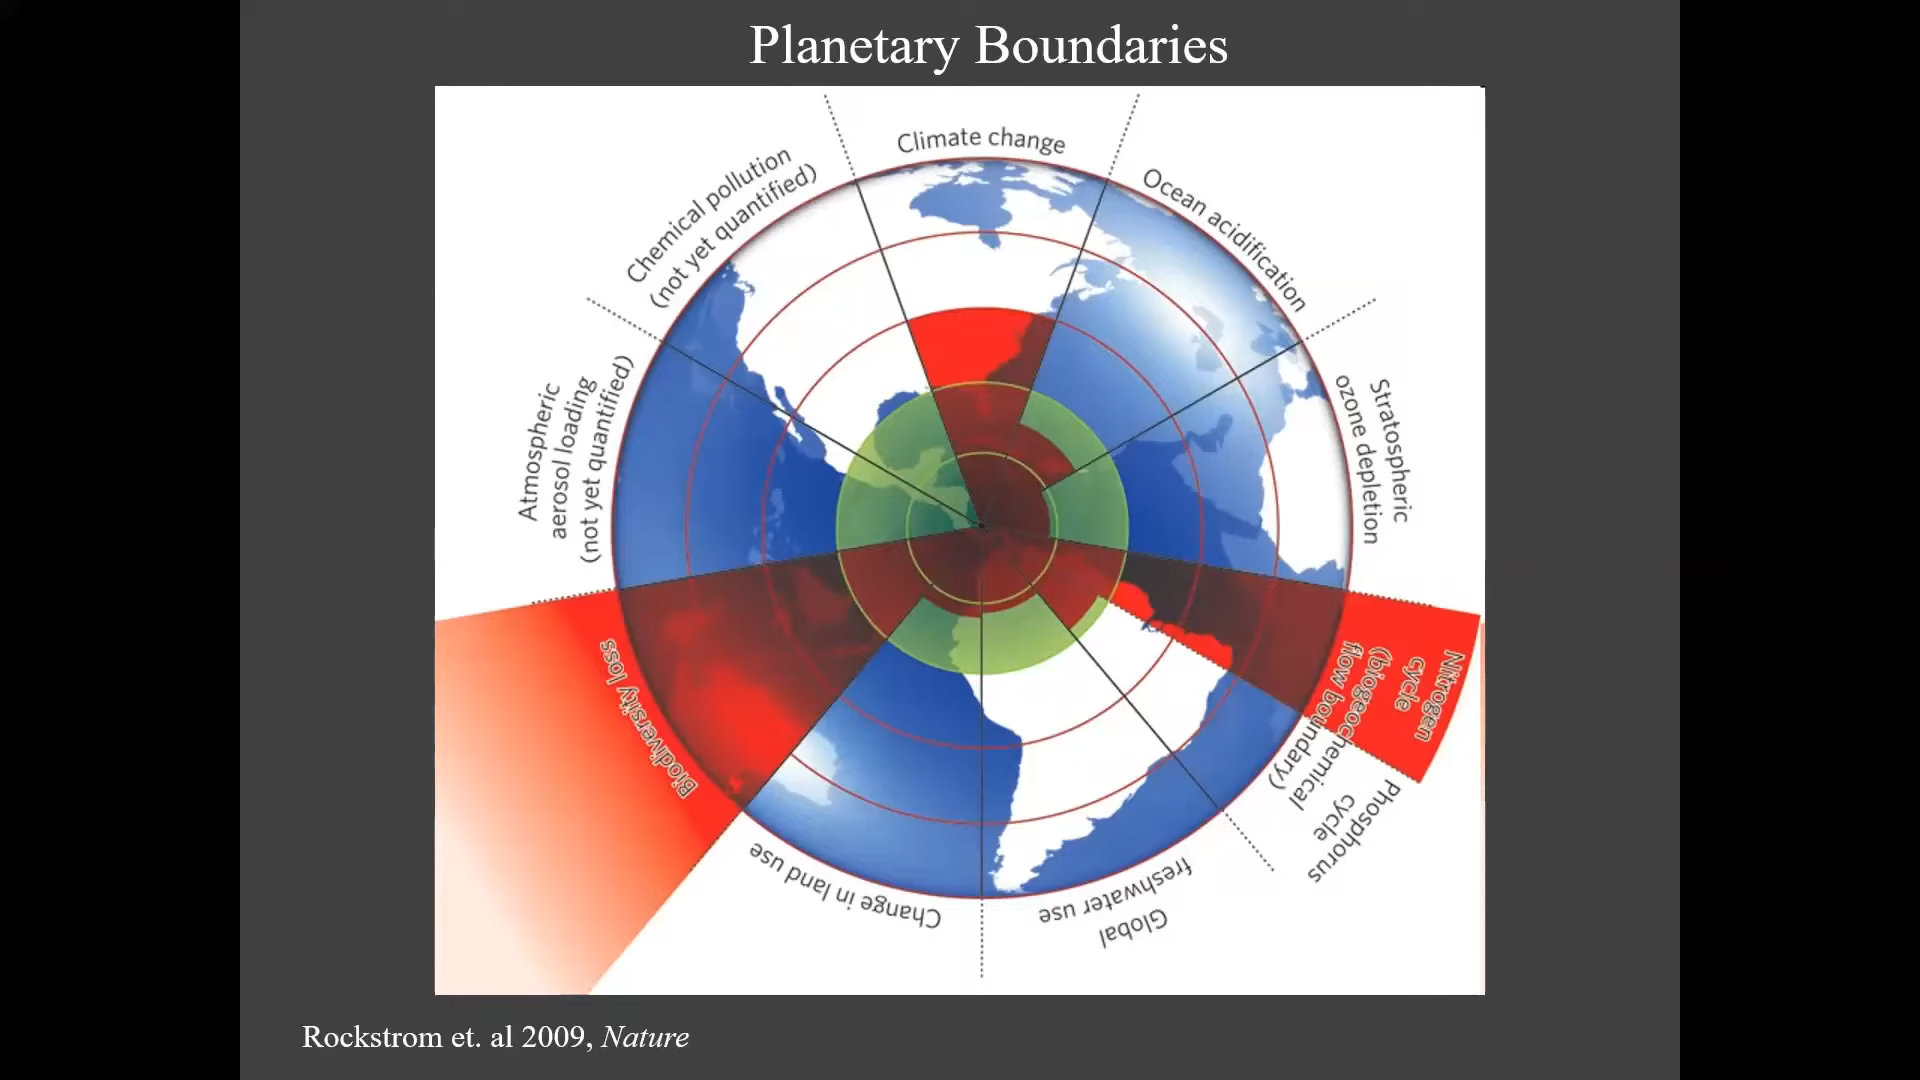 Planetary Boundaries
Climate change
Ocean acidification
Stratospheric
ozone depletion
Nitrogen
cycle
(biogeochemical
flow boundary)
Phosphorus
cycle
Global
freshwater use
Change in land use
Biodiversity loss
Atmospheric
aerosol loading
(not yet quantified)
Chemical pollution
(not yet quantified)
Rockstrom et. al 2009, Nature